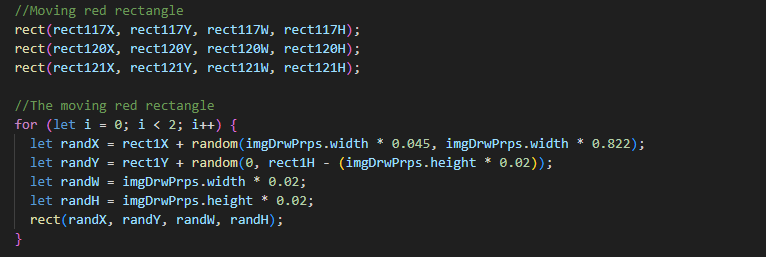 //Moving red rectangle
rect(rect117X, rect117Y, rect117W, rect117H);
rect(rect120X, rect120Y, rect120W, rect120H);
rect(rect121X, rect121Y, rect121W, rect121H);
//The moving red rectangle
for (let i = 0; i < 2; i++) {
let randX = rect1X + random(imgDrwPrps.width * 0.045, imgDrwPrps.width * 0.822);
let randY = rect1Y + random(0, rect1H - (imgDrwPrps.height * 0.02));
let randW = imgDrwPrps.width * 0.02;
let randH = imgDrwPrps.height * 0.02;
rect(randX, randY, randW, randH);
}